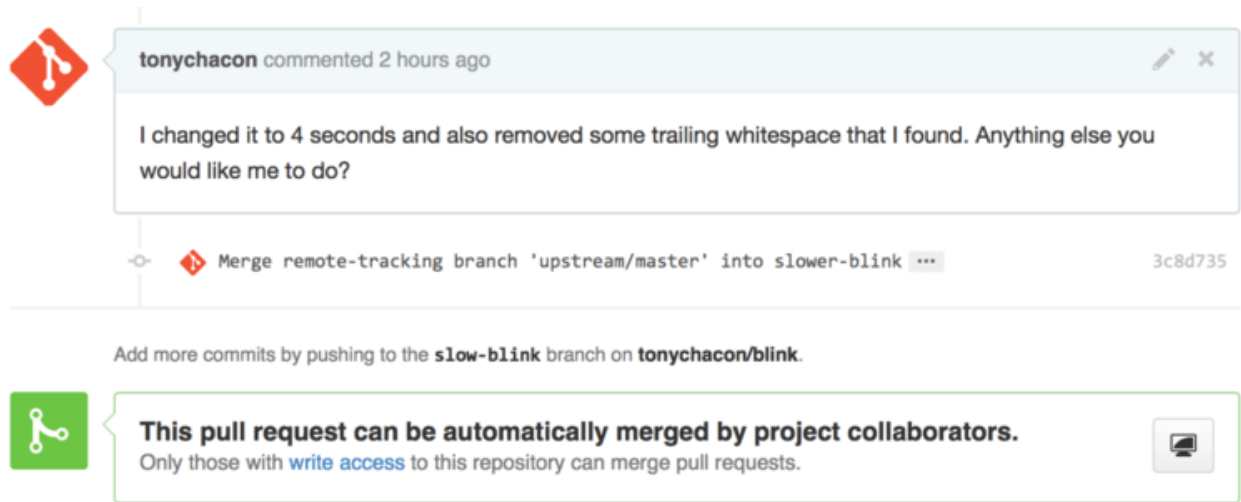 tonychacon commented 2 hours ago
I changed it to 4 seconds and also removed some trailing whitespace that I found. Anything else you
would like me to do?
Merge remote-tracking branch 'upstream/master' into slower-blink ··· 3c8d735
Add more commits by pushing to the slow-blink branch on tonychacon/blink.
This pull request can be automatically merged by project collaborators.
Only those with write access to this repository can merge pull requests.